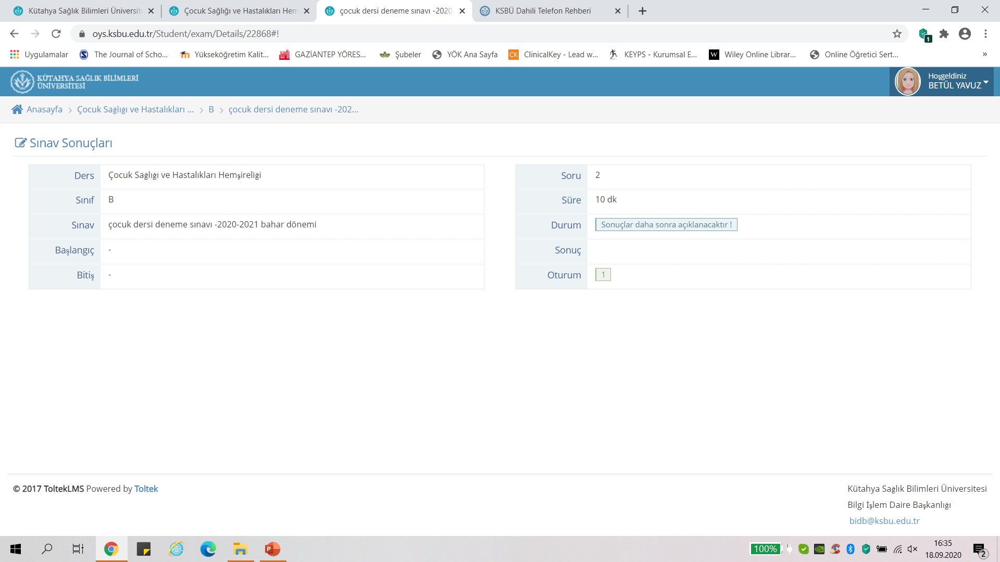 Kütahya Sağlık Bilimleri Üniversite
Çocuk Sağlığı ve Hastalıkları Hem
çocuk dersi deneme sınavı -2020
KSBÜ Dahili Telefon Rehberi
oys.ksbu.edu.tr/Student/exam/Details/22868#!
1
Uygulamalar
The Journal of Scho...
Yükseköğretim Kalit...
GAZİANTEP YÖRES...
Şubeler
YÖK Ana Sayfa
CK
ClinicalKey - Lead w...
KEYPS - Kurumsal E...
W
Wiley Online Librar...
Online Öğretici Sert...
»
KÜTAHYA SAĞLIK BİLİMLERİ
ÜNİVERSİTESİ
Hoşgeldiniz
BETÜL YAVUZ
Anasayfa > Çocuk Sağlığı ve Hastalıkları ... > B > çocuk dersi deneme sınavı -202...
Sınav Sonuçları
Ders Çocuk Sağlığı ve Hastalıkları Hemşireliği
Sınıf B
Sınav çocuk dersi deneme sınavı -2020-2021 bahar dönemi
Başlangıç -
Bitiş -
Soru 2
Süre 10 dk
Durum Sonuçlar daha sonra açıklanacaktır !
Sonuç
Oturum 1
© 2017 ToltekLMS Powered by Toltek
Kütahya Sağlık Bilimleri Üniversitesi
Bilgi İşlem Daire Başkanlığı
bidb@ksbu.edu.tr
100%
16:35
18.09.2020
2